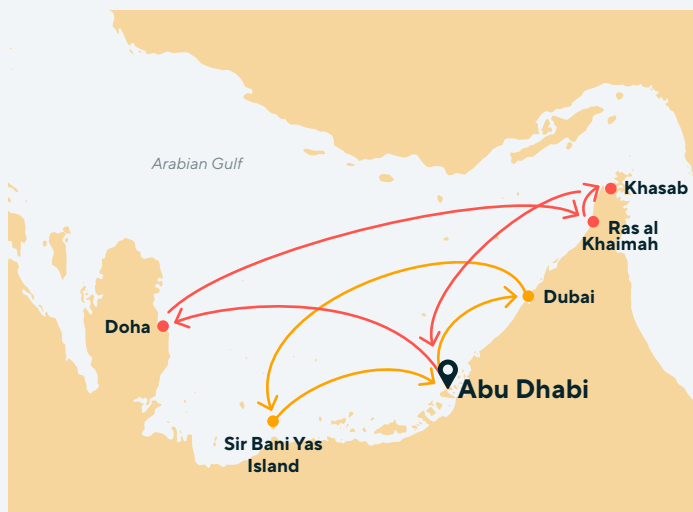 Arabian Gulf
Khasab
Ras al
Khaimah
Dubai
Doha
Abu Dhabi
Sir Bani Yas
Island